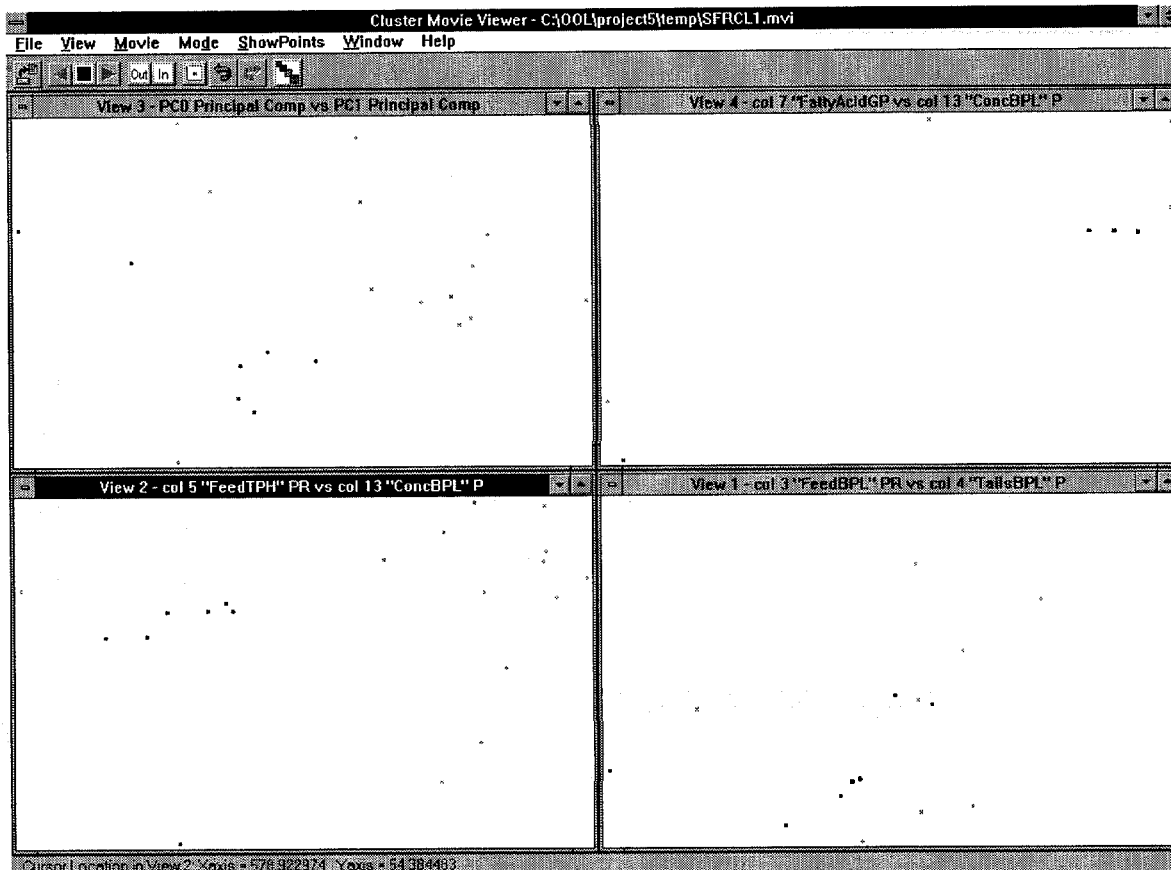 Cluster Movie Viewer - C:\OOL\project5\temp\SFRCL1.mvi
File View Movie Mode ShowPoints Window Help
Out In
View 3 - PC0 Principal Comp vs PC1 Principal Comp
View 4 - col 7 "FattyAcidGP vs col 13 "ConcBPL" P
View 2 - col 5 "FeedTPH" PR vs col 13 "ConcBPL" P
View 1 - col 3 "FeedBPL" PR vs col 4 "TailsBPL" P
Cursor Location in View 2: Xaxis = 578.922974 Yaxis = 54.384483